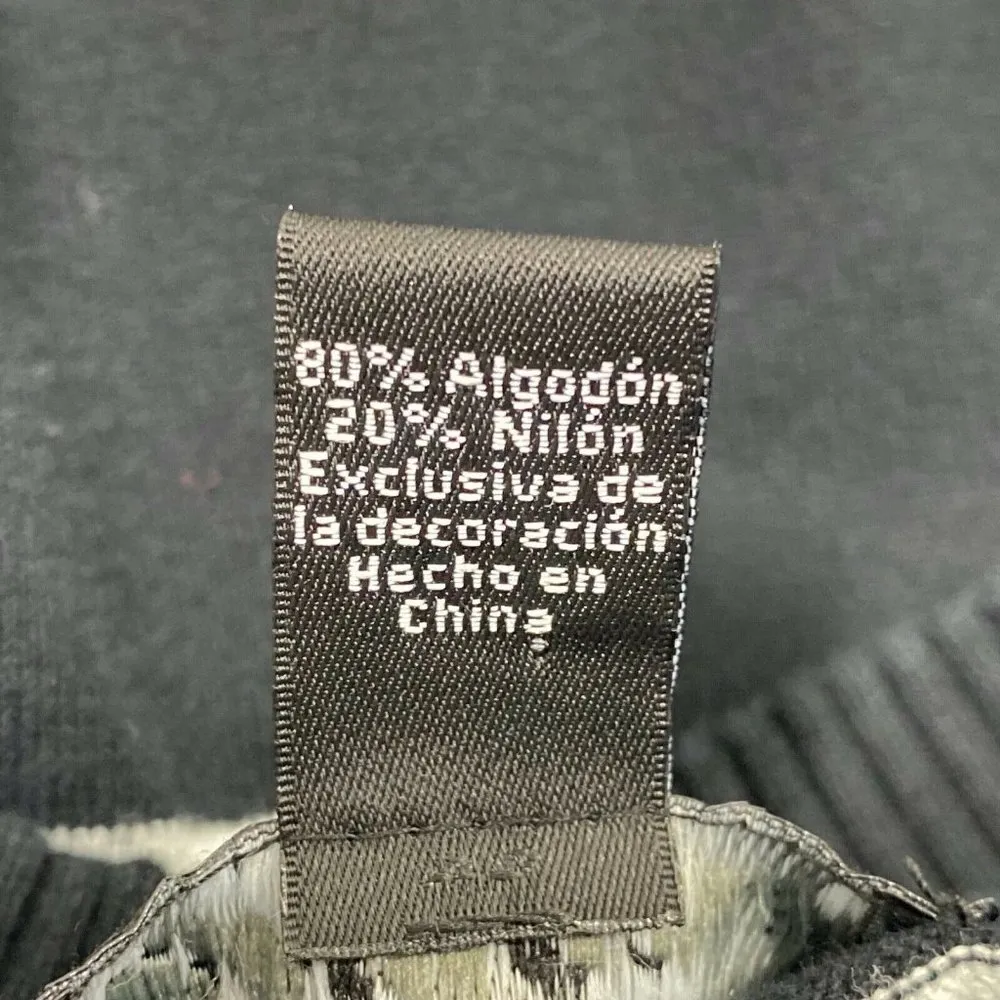 80% Algodón
20% Nilón
Exclusiva de
la decoración
Hecho en
China